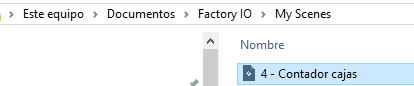 Este equipo > Documentos > Factory IO > My Scenes
Nombre
4 - Contador cajas